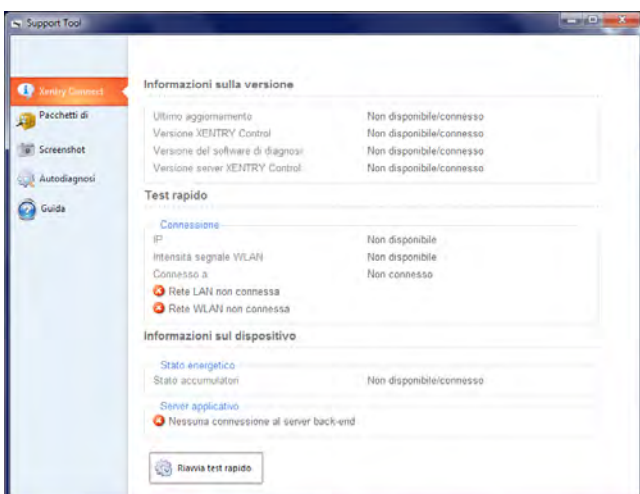 Support Tool
Xentry Connect
Pacchetti di
Screenshot
Autodiagnosi
Guida
Informazioni sulla versione
Ultimo aggiornamento Non disponibile/connesso
Versione XENTRY Control Non disponibile/connesso
Versione del software di diagnosi Non disponibile/connesso
Versione server XENTRY Control Non disponibile/connesso
Test rapido
Connessione
IP Non disponibile
Intensità segnale WLAN Non disponibile
Connesso a Non connesso
Rete LAN non connessa
Rete WLAN non connessa
Informazioni sul dispositivo
Stato energetico
Stato accumulatori Non disponibile/connesso
Server applicativo
Nessuna connessione al server back-end
Riavvia test rapido